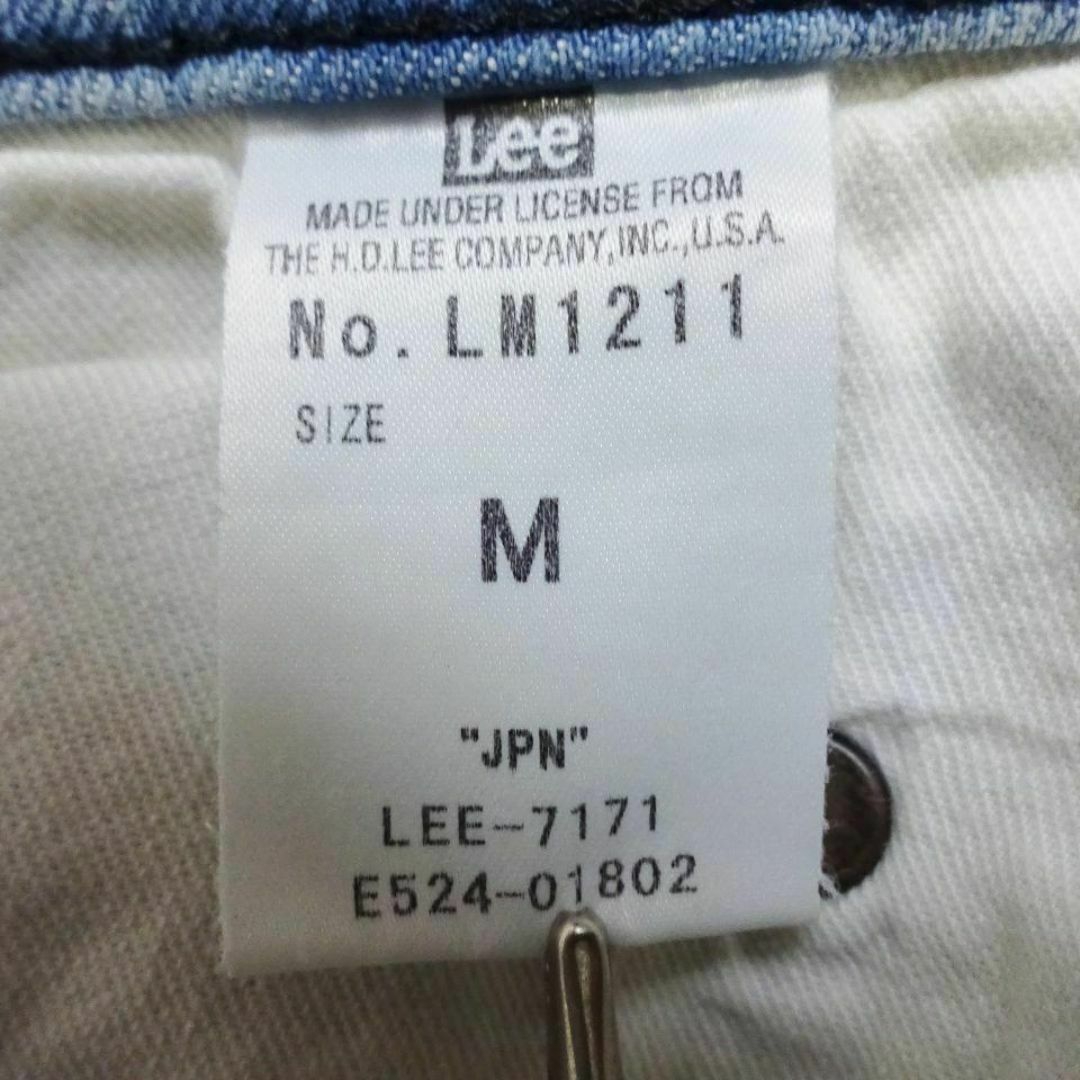 Lee
MADE UNDER LICENSE FROM
THE H.D.LEE COMPANY,INC.,U.S.A.
No. LM1211
SIZE
M
"JPN"
LEE-7171
E524-01802